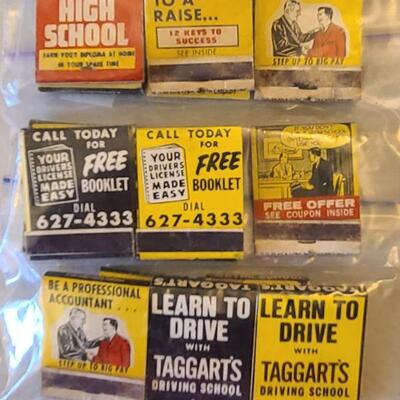 HIGH
SCHOOL
EARN YOUR DIPLOMA AT HOME
IN YOUR SPARE TIME
TO A
RAISE...
12 KEYS TO
SUCCESS
SEE INSIDE
STEP UP TO BIG PAY
CALL TODAY
FOR
YOUR
DRIVERS
LICENSE
MADE
EASY
FREE
BOOKLET
DIAL
627-4333
CALL TODAY
FOR
YOUR
DRIVERS
LICENSE
MADE
EASY
FREE
BOOKLET
DIAL
627-4333
FREE OFFER
SEE COUPON INSIDE
BE A PROFESSIONAL
ACCOUNTANT...
STEP UP TO BIG PAY
TAGGART'S
TAGGART'S
LEARN TO
DRIVE
WITH
TAGGART'S
DRIVING SCHOOL
LEARN TO
DRIVE
WITH
TAGGART'S
DRIVING SCHOOL